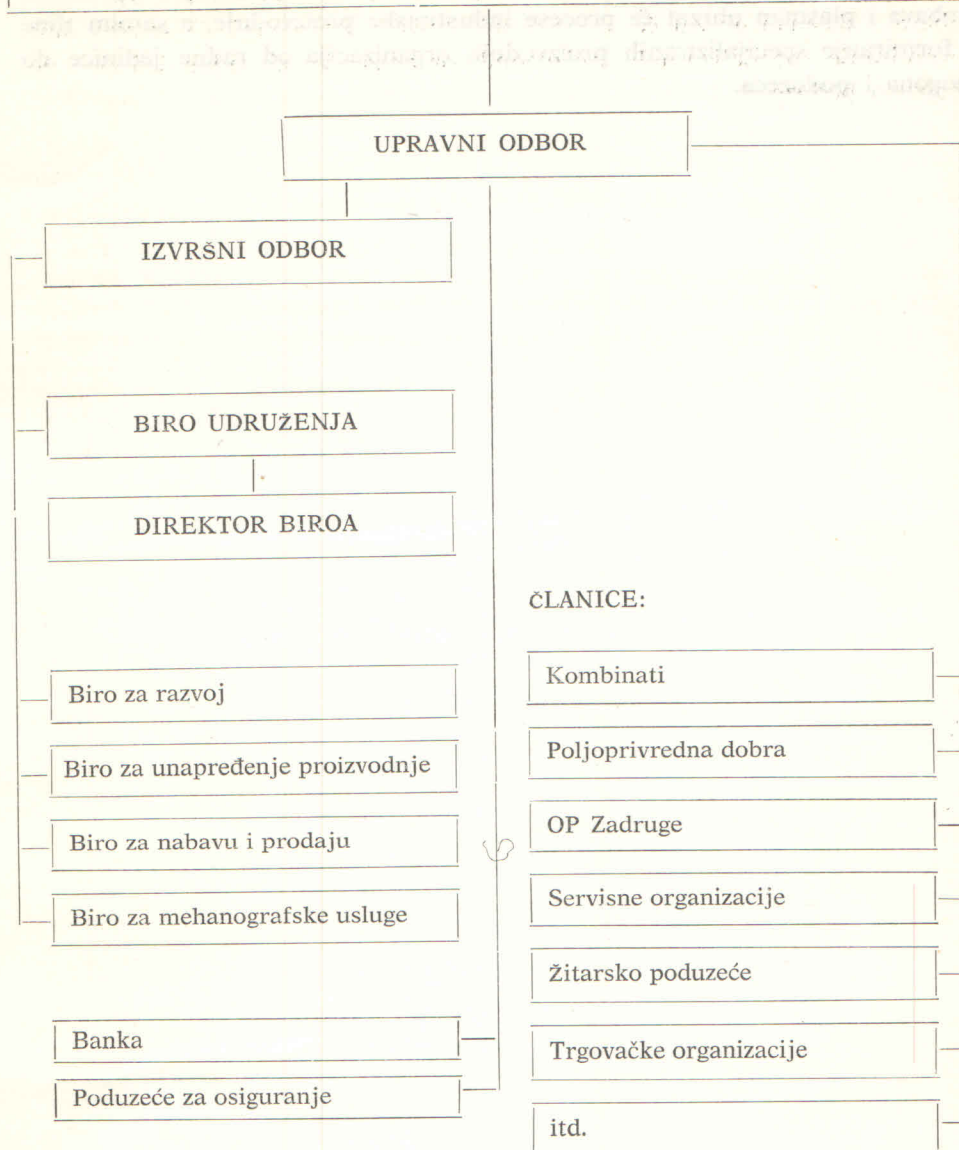 UPRAVNI ODBOR
IZVRŠNI ODBOR
BIRO UDRUŽENJA
DIREKTOR BIROA
Biro za razvoj
Biro za unapređenje proizvodnje
Biro za nabavu i prodaju
Biro za mehanografske usluge
Banka
Poduzeće za osiguranje
ČLANICE:
Kombinati
Poljoprivredna dobra
OP Zadruge
Servisne organizacije
Žitarsko poduzeće
Trgovačke organizacije
itd.